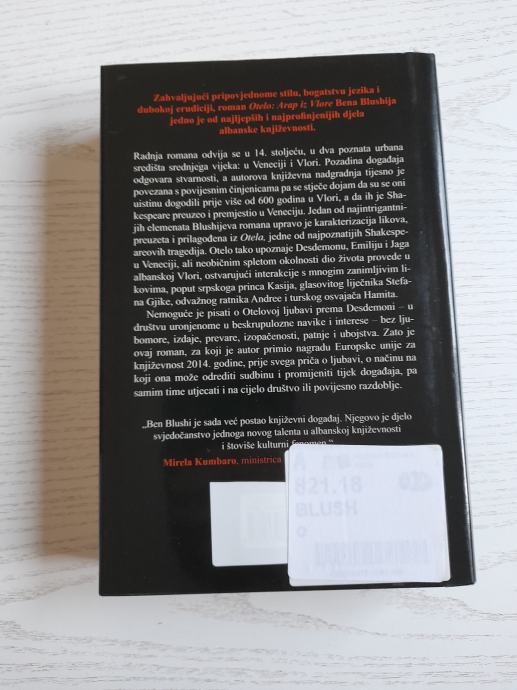 Zahvaljujući pripovjednome stilu, bogatstvu jezika i
dubokoj erudiciji, roman Otelo: Arap iz Vlore Bena Blushija
jedno je od najljepših i najprofinjenijih djela
albanske književnosti.
Radnja romana odvija se u 14. stoljeću, u dva poznata urbana
središta srednjega vijeka: u Veneciji i Vlori. Pozadina događaja
odgovara stvarnosti, a autorova književna nadgradnja tijesno je
povezana s povijesnim činjenicama pa se stječe dojam da su se oni
uistinu dogodili prije više od 600 godina u Vlori, a da ih je Sha-
kespeare preuzeo i premjestio u Veneciju. Jedan od najintrigantni-
jih elemenata Blushijeva romana upravo je karakterizacija likova,
preuzeta i prilagođena iz Otela, jedne od najpoznatijih Shakespe-
areovih tragedija. Otelo tako upoznaje Desdemonu, Emiliju i Jaga
u Veneciji, ali neobičnim spletom okolnosti dio života provede u
albanskoj Vlori, ostvarujući interakcije s mnogim zanimljivim li-
kovima, poput srpskoga princa Kasija, glasovitog liječnika Stefa-
na Gjike, odvažnog ratnika Andree i turskog osvajača Hamita.
Nemoguće je pisati o Otelovoj ljubavi prema Desdemoni – u
društvu uronjenome u beskrupulozne navike i interese – bez lju-
bomore, izdaje, prevare, izopačenosti, patnje i ubojstva. Zato je
ovaj roman, za koji je autor primio nagradu Europske unije za
književnost 2014. godine, prije svega priča o ljubavi, o načinu na
koji ona može odrediti sudbinu i promijeniti tijek događaja, pa
samim time utjecati i na cijelo društvo ili povijesno razdoblje.
„Ben Blushi je sada već postao književni događaj. Njegovo je djelo
svjedočanstvo jednoga novog talenta u albanskoj književnosti
i štoviše kulturni fenomen.”
Mirela Kumbaro, ministrica
821.18
BLUSH
O